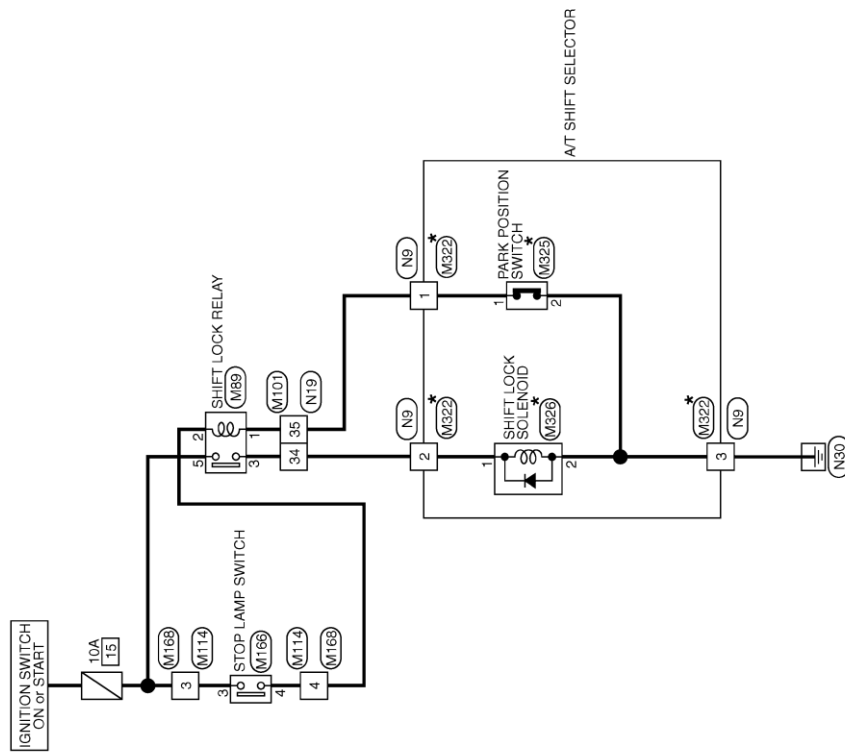 IGNITION SWITCH
ON or START
10A
15
M168
3
M114
3
STOP LAMP SWITCH
M166
4
M114
4
M168
SHIFT LOCK RELAY
M89
5
2
3
1
M101
34
35
N19
N9
2
M322
*
N9
1
M322
*
SHIFT LOCK
SOLENOID
*
M326
1
2
PARK POSITION
SWITCH
*
M325
1
2
A/T SHIFT SELECTOR
M322
*
3
N9
N30